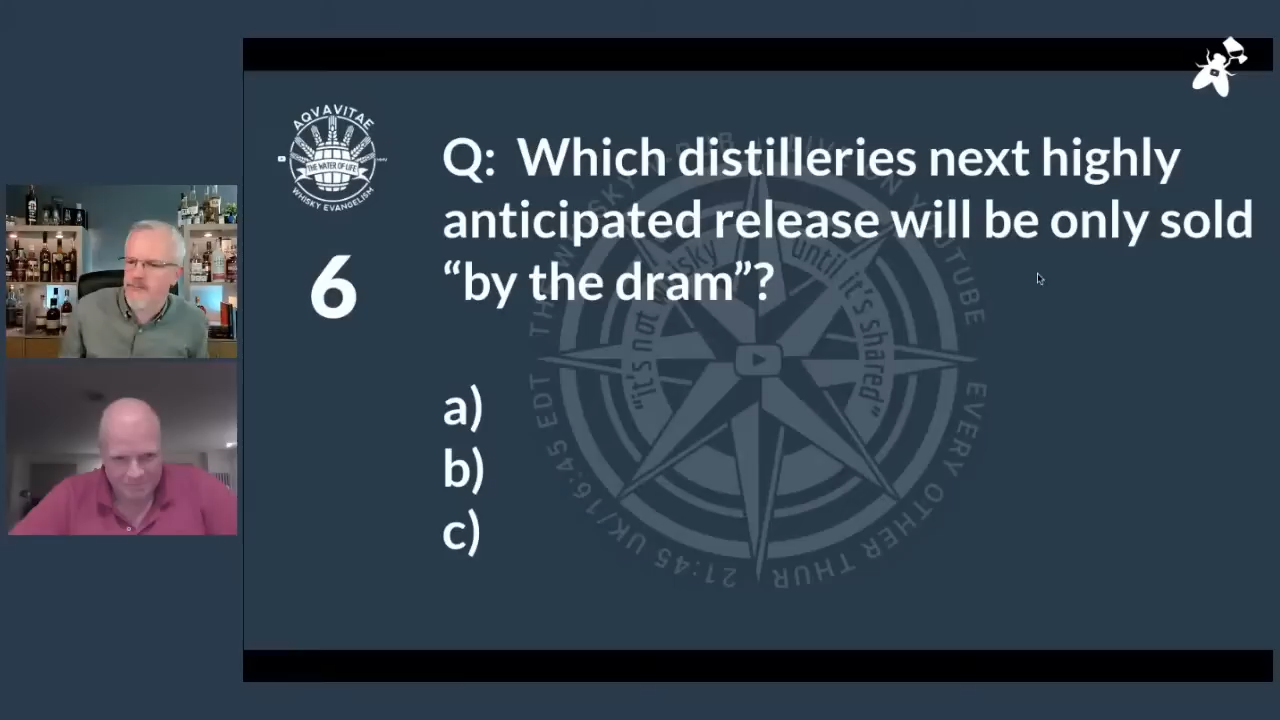 AQVAVITAE
THE WATER OF LIFE
WHISKY EVANGELISM
6
Q: Which distilleries next highly
anticipated release will be only sold
“by the dram”?
a)
b)
c)
"it's not whisky until it's shared"
EVERY OTHER THUR 21:45 UK/16:45 EDT